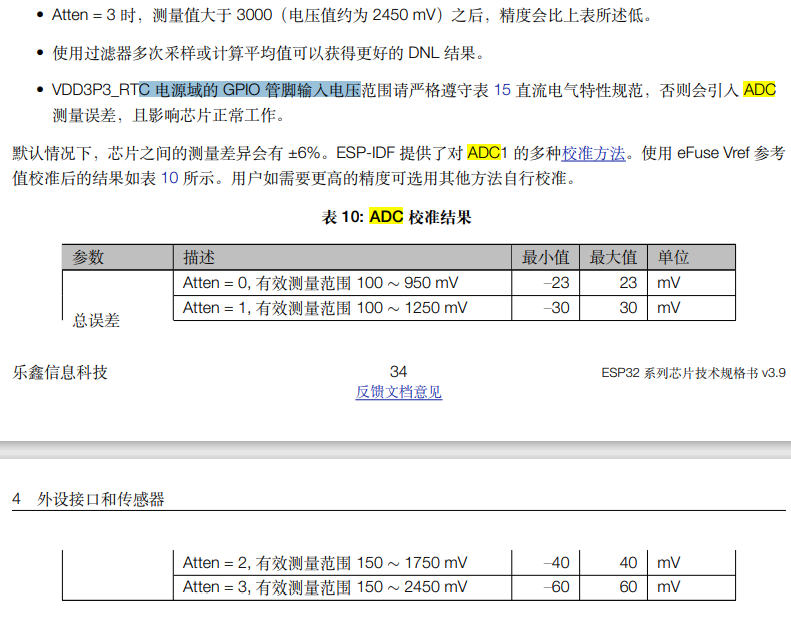 • Atten = 3 时，测量值大于 3000（电压值约为 2450 mV）之后，精度会比上表所述低。
• 使用过滤器多次采样或计算平均值可以获得更好的 DNL 结果。
• VDD3P3_RTC 电源域的 GPIO 管脚输入电压范围请严格遵守表 15 直流电气特性规范，否则会引入 ADC
测量误差，且影响芯片正常工作。
默认情况下，芯片之间的测量差异会有 ±6%。ESP-IDF 提供了对 ADC1 的多种校准方法。使用 eFuse Vref 参考
值校准后的结果如表 10 所示。用户如需要更高的精度可选用其他方法自行校准。
表 10: ADC 校准结果
参数 描述 最小值 最大值 单位
Atten = 0, 有效测量范围 100 ∼ 950 mV –23 23 mV
Atten = 1, 有效测量范围 100 ∼ 1250 mV –30 30 mV
总误差
乐鑫信息科技 34 ESP32 系列芯片技术规格书 v3.9
反馈文档意见
4 外设接口和传感器
Atten = 2, 有效测量范围 150 ∼ 1750 mV –40 40 mV
Atten = 3, 有效测量范围 150 ∼ 2450 mV –60 60 mV